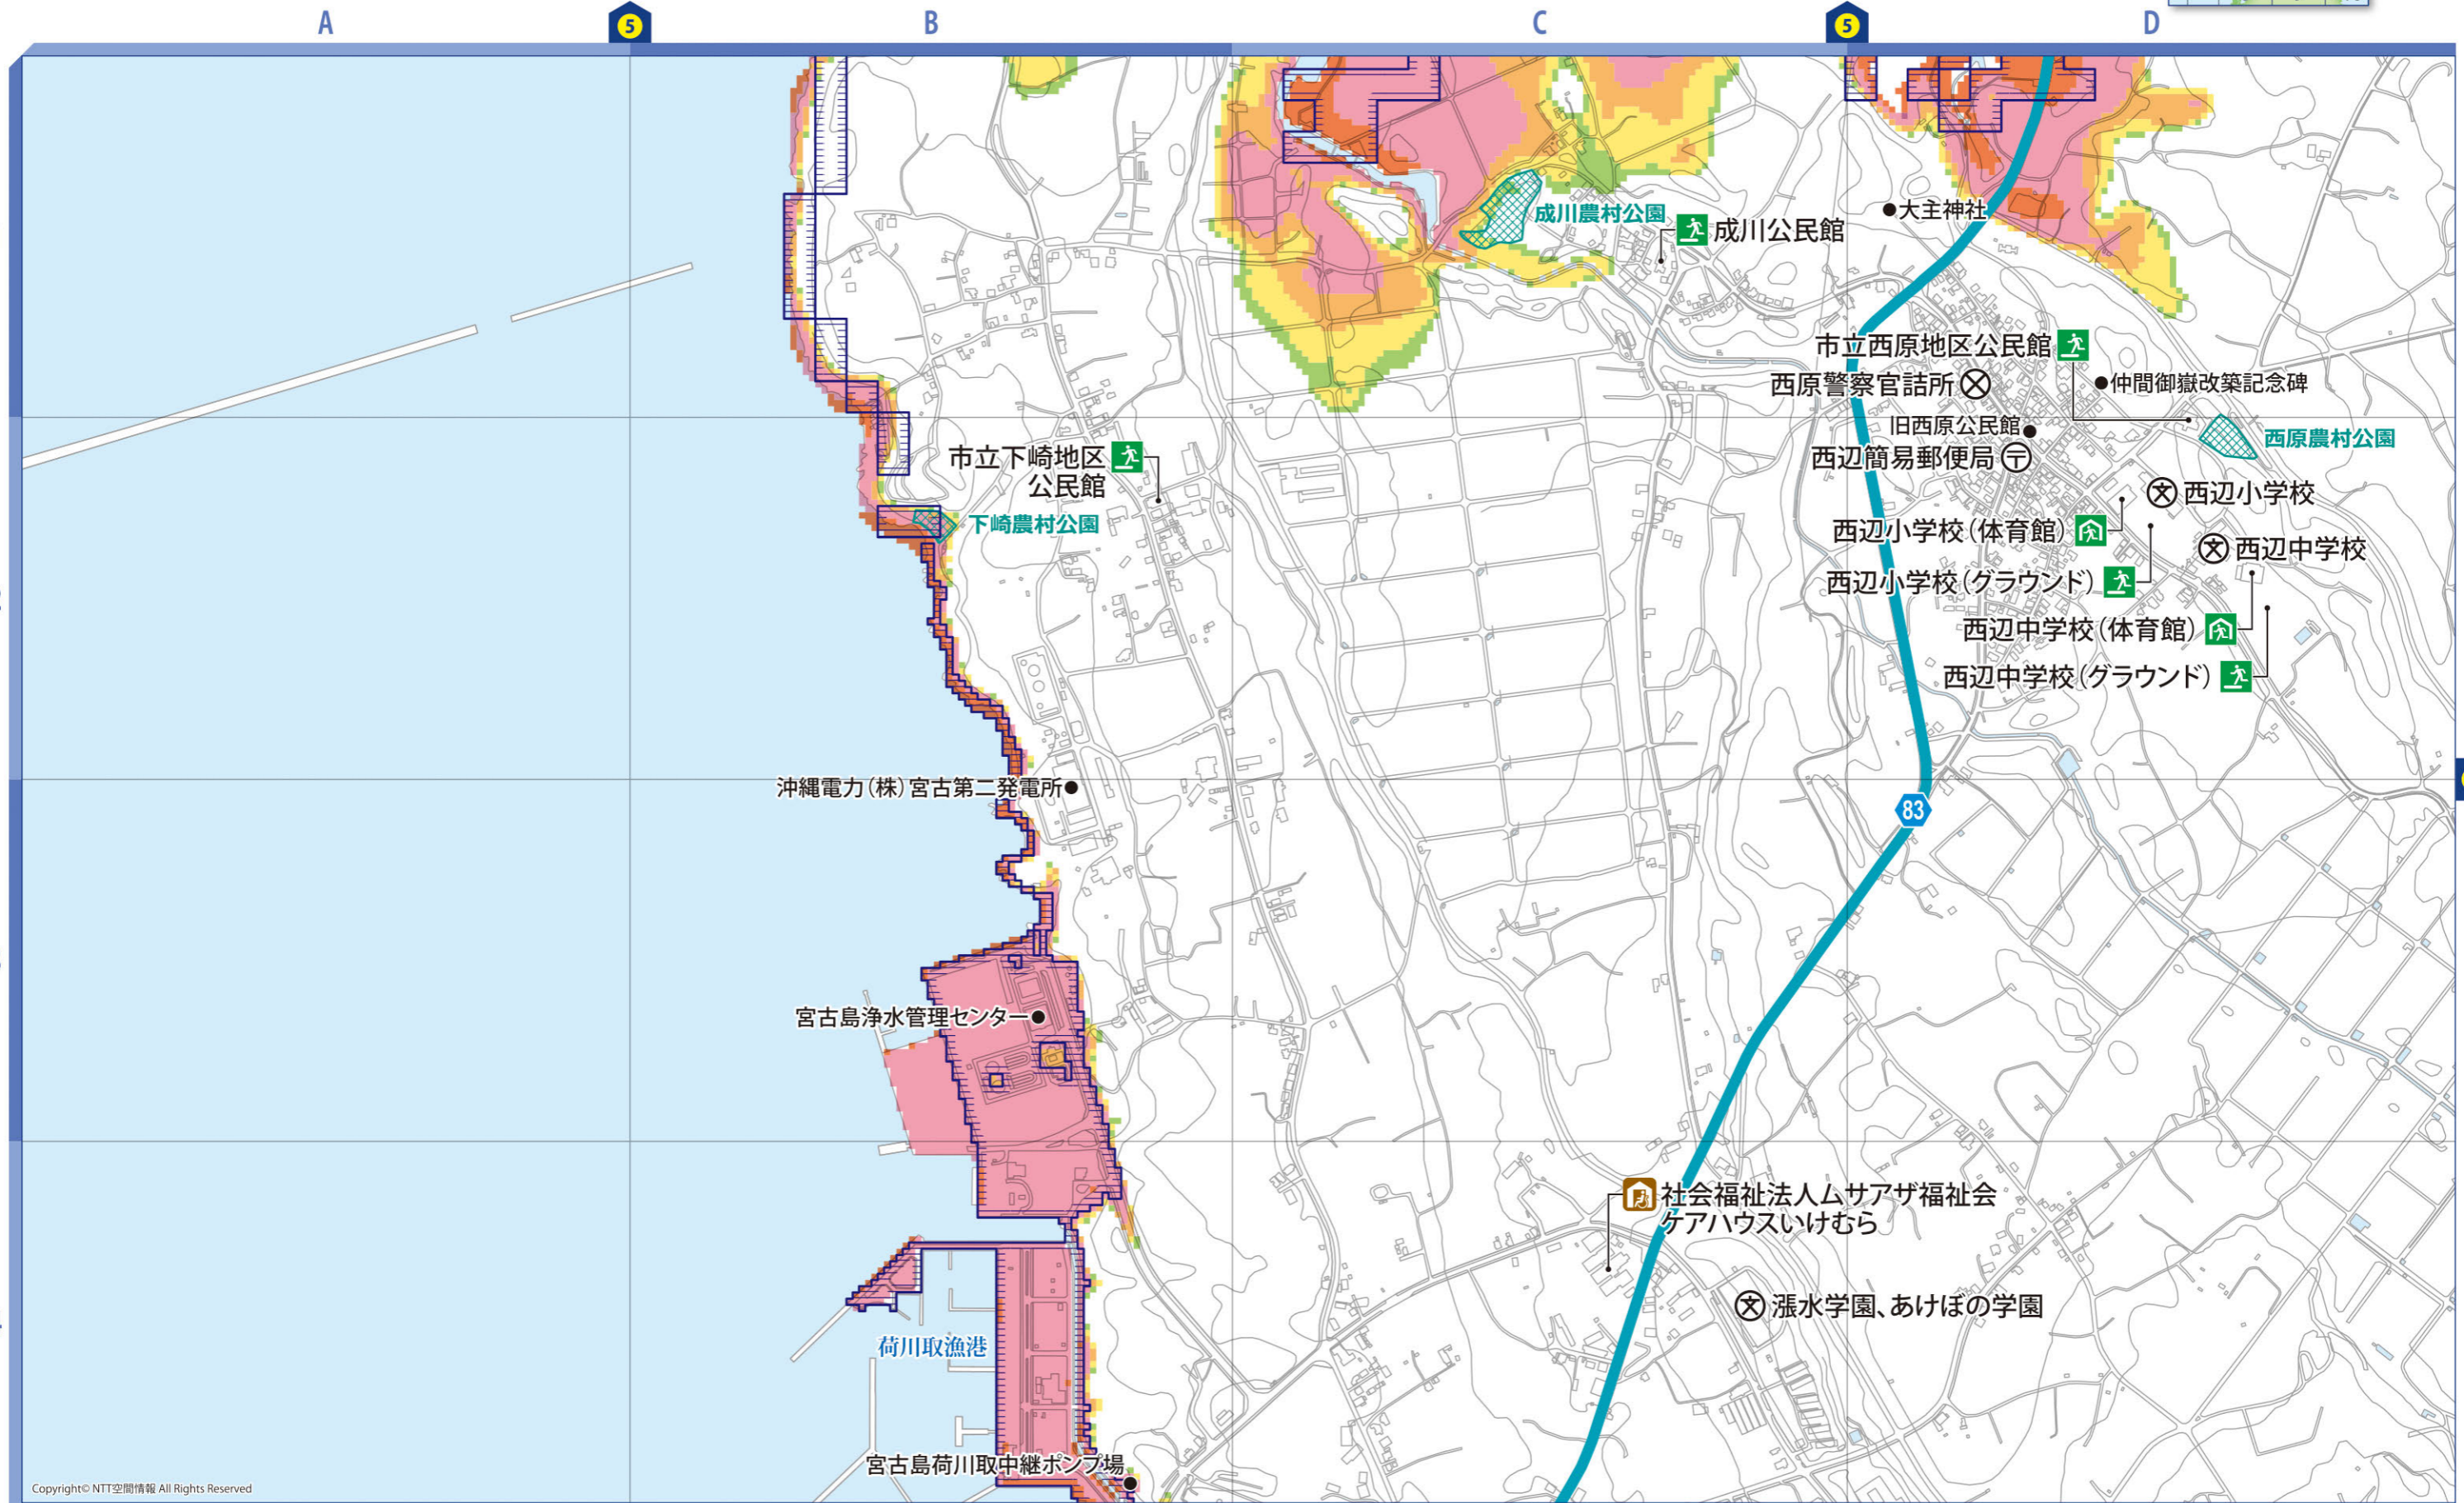 A
5
B
C
5
D
成川農村公園
成川公民館
大主神社
市立西原地区公民館
西原警察官詰所
仲間御嶽改築記念碑
旧西原公民館
西原農村公園
西辺簡易郵便局
市立下崎地区
公民館
西辺小学校
下崎農村公園
西辺小学校(体育館)
西辺中学校
西辺小学校(グラウンド)
西辺中学校(体育館)
西辺中学校(グラウンド)
沖縄電力(株)宮古第二発電所
83
宮古島浄水管理センター
社会福祉法人ムサアザ福祉会
ケアハウスいけむら
漲水学園、あけぼの学園
荷川取漁港
宮古島荷川取中継ポンプ場
Copyright© NTT空間情報 All Rights Reserved